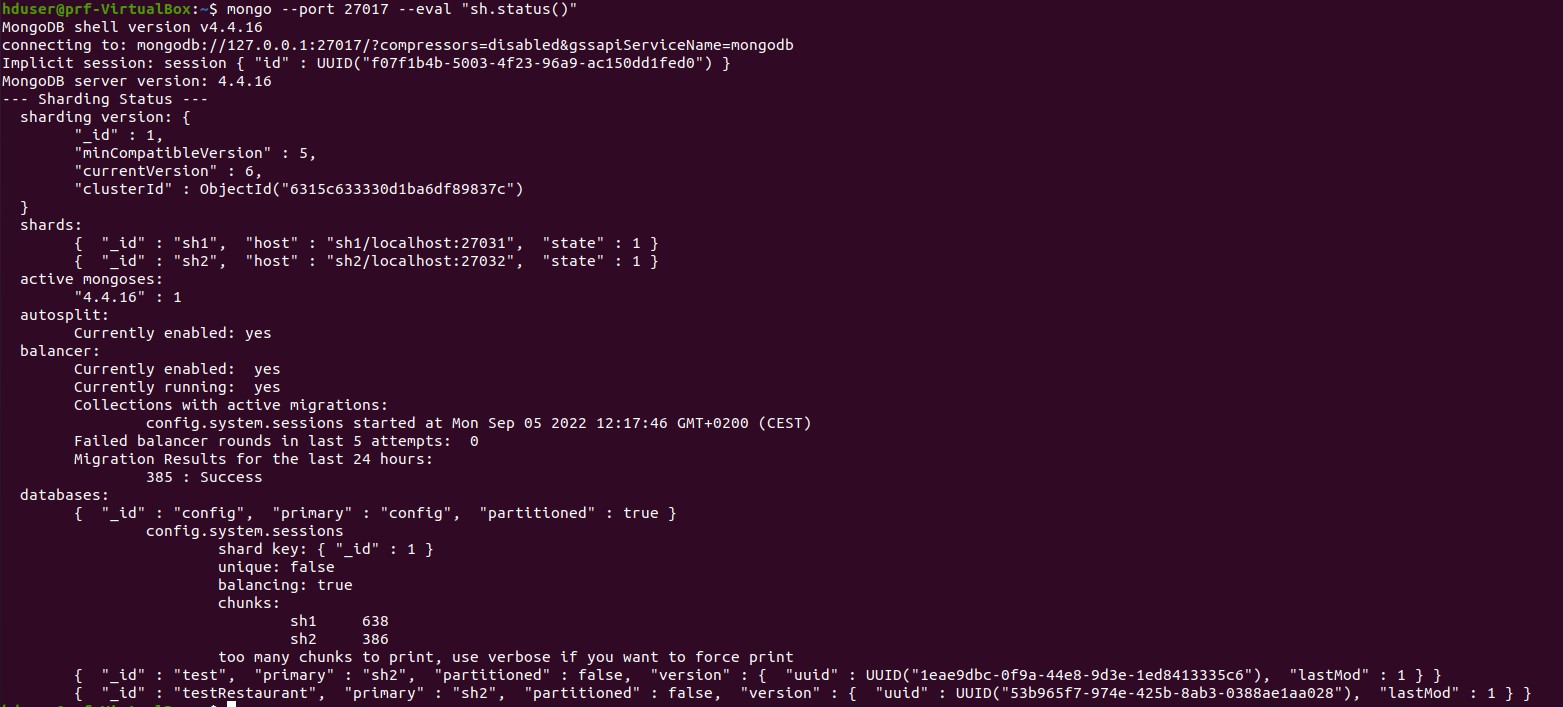 hduser@prf-VirtualBox:~$ mongo --port 27017 --eval "sh.status()"
MongoDB shell version v4.4.16
connecting to: mongodb://127.0.0.1:27017/?compressors=disabled&gssapiServiceName=mongodb
Implicit session: session { "id" : UUID("f07f1b4b-5003-4f23-96a9-ac150dd1fed0") }
MongoDB server version: 4.4.16
--- Sharding Status ---
  sharding version: {
        "_id" : 1,
        "minCompatibleVersion" : 5,
        "currentVersion" : 6,
        "clusterId" : ObjectId("6315c633330d1ba6df89837c")
  }
  shards:
        {  "_id" : "sh1",  "host" : "sh1/localhost:27031",  "state" : 1 }
        {  "_id" : "sh2",  "host" : "sh2/localhost:27032",  "state" : 1 }
  active mongoses:
        "4.4.16" : 1
  autosplit:
        Currently enabled: yes
  balancer:
        Currently enabled:  yes
        Currently running:  yes
        Collections with active migrations:
                config.system.sessions started at Mon Sep 05 2022 12:17:46 GMT+0200 (CEST)
        Failed balancer rounds in last 5 attempts:  0
        Migration Results for the last 24 hours:
                385 : Success
  databases:
        {  "_id" : "config",  "primary" : "config",  "partitioned" : true }
                config.system.sessions
                        shard key: { "_id" : 1 }
                        unique: false
                        balancing: true
                        chunks:
                                sh1     638
                                sh2     386
                        too many chunks to print, use verbose if you want to force print
        {  "_id" : "test",  "primary" : "sh2",  "partitioned" : false,  "version" : {  "uuid" : UUID("1eae9dbc-0f9a-44e8-9d3e-1ed8413335c6"),  "lastMod" : 1 } }
        {  "_id" : "testRestaurant",  "primary" : "sh2",  "partitioned" : false,  "version" : {  "uuid" : UUID("53b965f7-974e-425b-8ab3-0388ae1aa028"),  "lastMod" : 1 } }
hduser@prf-VirtualBox:~$